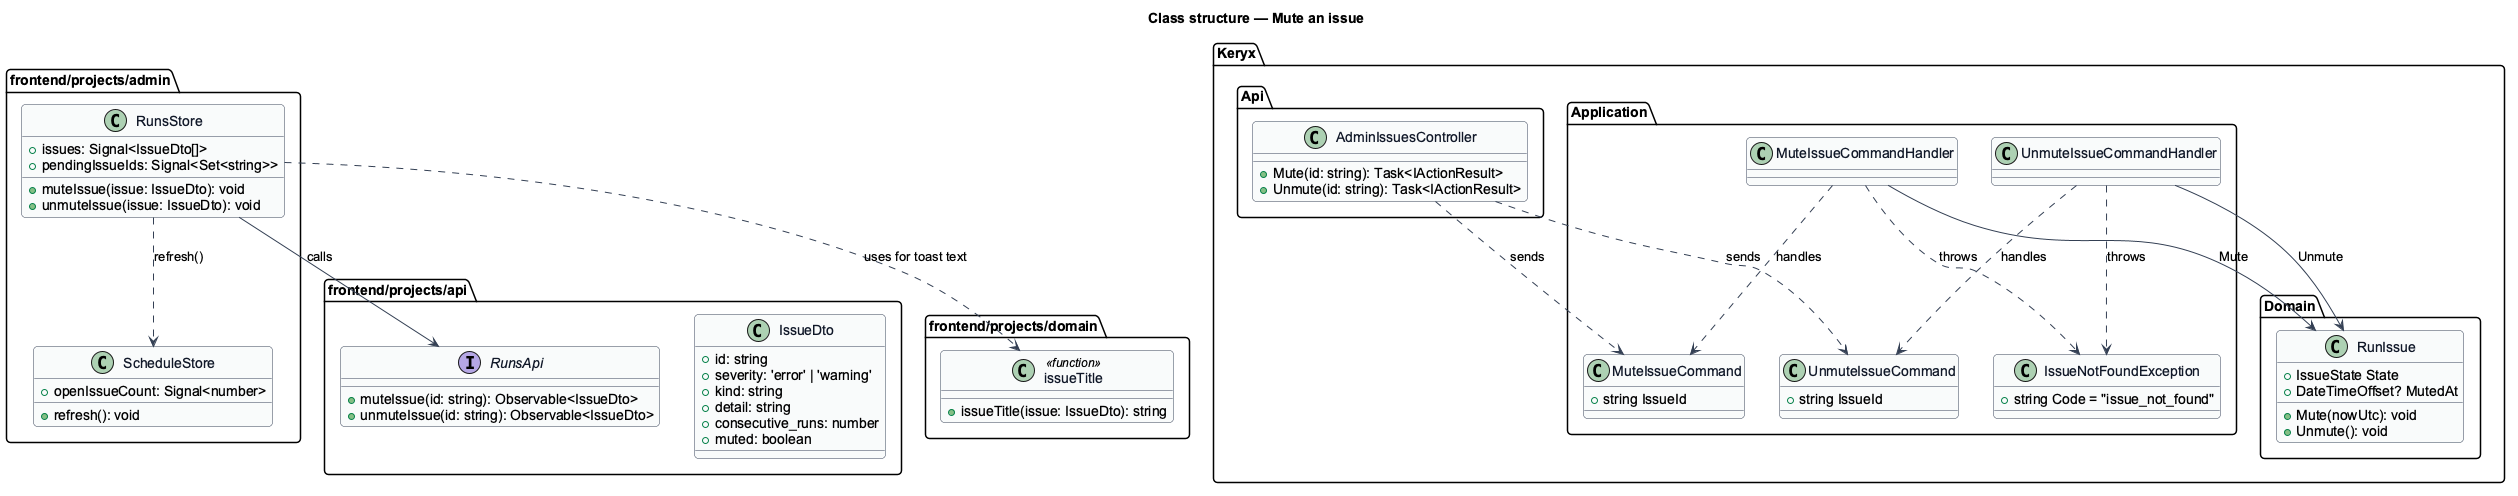 Class structure — Mute an issue
frontend/projects/admin
RunsStore
issues: Signal<IssueDto[]>
pendingIssueIds: Signal<Set<string>>
muteIssue(issue: IssueDto): void
unmuteIssue(issue: IssueDto): void
refresh()
calls
uses for toast text
ScheduleStore
openIssueCount: Signal<number>
refresh(): void
frontend/projects/api
RunsApi
muteIssue(id: string): Observable<IssueDto>
unmuteIssue(id: string): Observable<IssueDto>
IssueDto
id: string
severity: 'error' | 'warning'
kind: string
detail: string
consecutive_runs: number
muted: boolean
frontend/projects/domain
«function»
issueTitle
issueTitle(issue: IssueDto): string
Keryx
Api
AdminIssuesController
Mute(id: string): Task<IActionResult>
Unmute(id: string): Task<IActionResult>
Application
MuteIssueCommandHandler
UnmuteIssueCommandHandler
sends
sends
handles
throws
handles
throws
Mute
Unmute
MuteIssueCommand
string IssueId
UnmuteIssueCommand
string IssueId
IssueNotFoundException
string Code = "issue_not_found"
Domain
RunIssue
IssueState State
DateTimeOffset? MutedAt
Mute(nowUtc): void
Unmute(): void